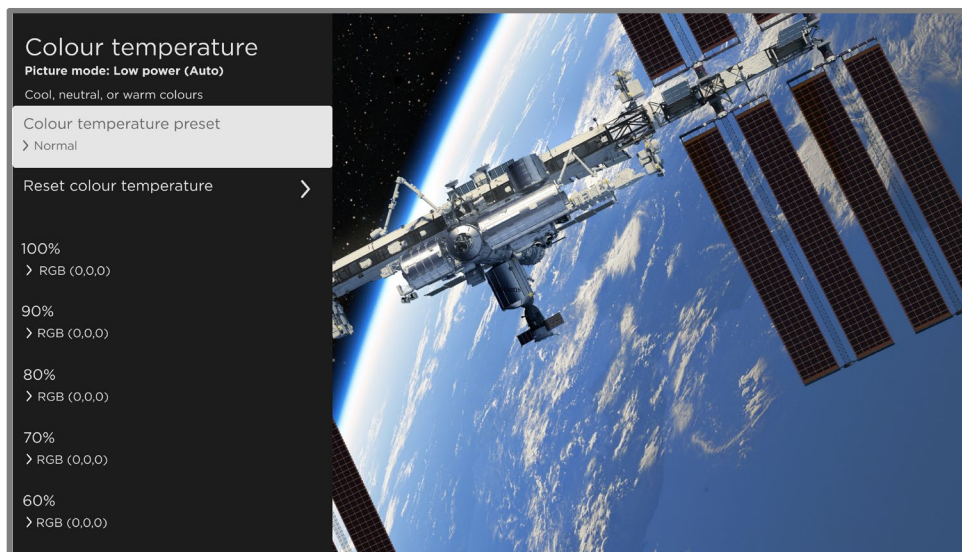 Colour temperature
Picture mode: Low power (Auto)
Cool, neutral, or warm colours
Colour temperature preset
Normal
Reset colour temperature
100%
RGB (0,0,0)
90%
RGB (0,0,0)
80%
RGB (0,0,0)
70%
RGB (0,0,0)
60%
RGB (0,0,0)